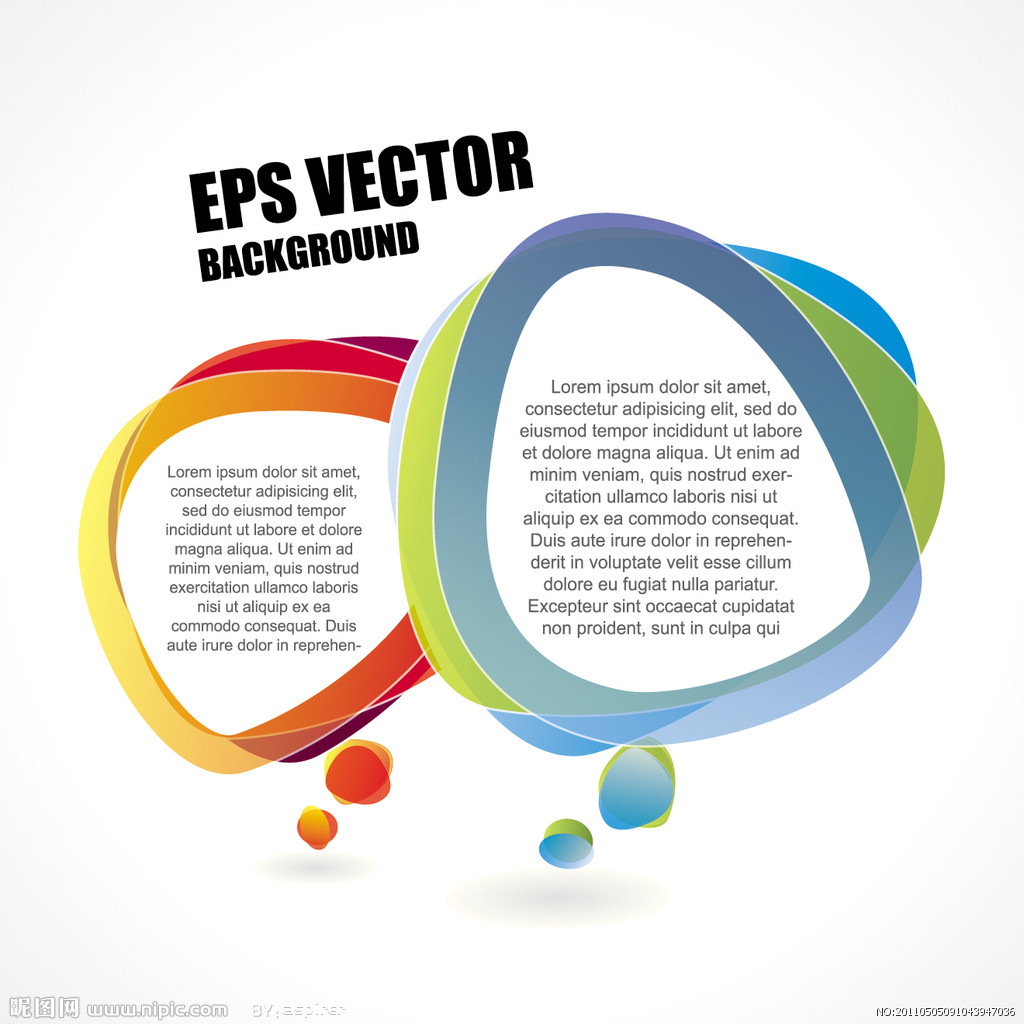 EPS VECTOR
BACKGROUND
Lorem ipsum dolor sit amet,
consectetur adipisicing elit,
sed do eiusmod tempor
incididunt ut labore et dolore
magna aliqua. Ut enim ad
minim veniam, quis nostrud
exercitation ullamco laboris
nisi ut aliquip ex ea
commodo consequat. Duis
aute irure dolor in reprehen-
Lorem ipsum dolor sit amet,
consectetur adipisicing elit, sed do
eiusmod tempor incididunt ut labore
et dolore magna aliqua. Ut enim ad
minim veniam, quis nostrud exer-
citation ullamco laboris nisi ut
aliquip ex ea commodo consequat.
Duis aute irure dolor in reprehen-
derit in voluptate velit esse cillum
dolore eu fugiat nulla pariatur.
Excepteur sint occaecat cupidatat
non proident, sunt in culpa qui
昵图网 www.nipic.com BY:aspirer
NO:20110505091043947036